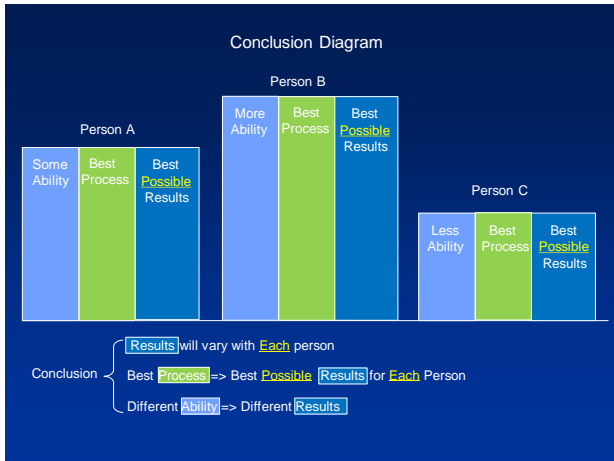 Conclusion Diagram
Person A
Some
Ability
Best
Process
Best
Possible
Results
Person B
More
Ability
Best
Process
Best
Possible
Results
Person C
Less
Ability
Best
Process
Best
Possible
Results
Conclusion
Results will vary with Each person
Best Process => Best Possible Results for Each Person
Different Ability => Different Results